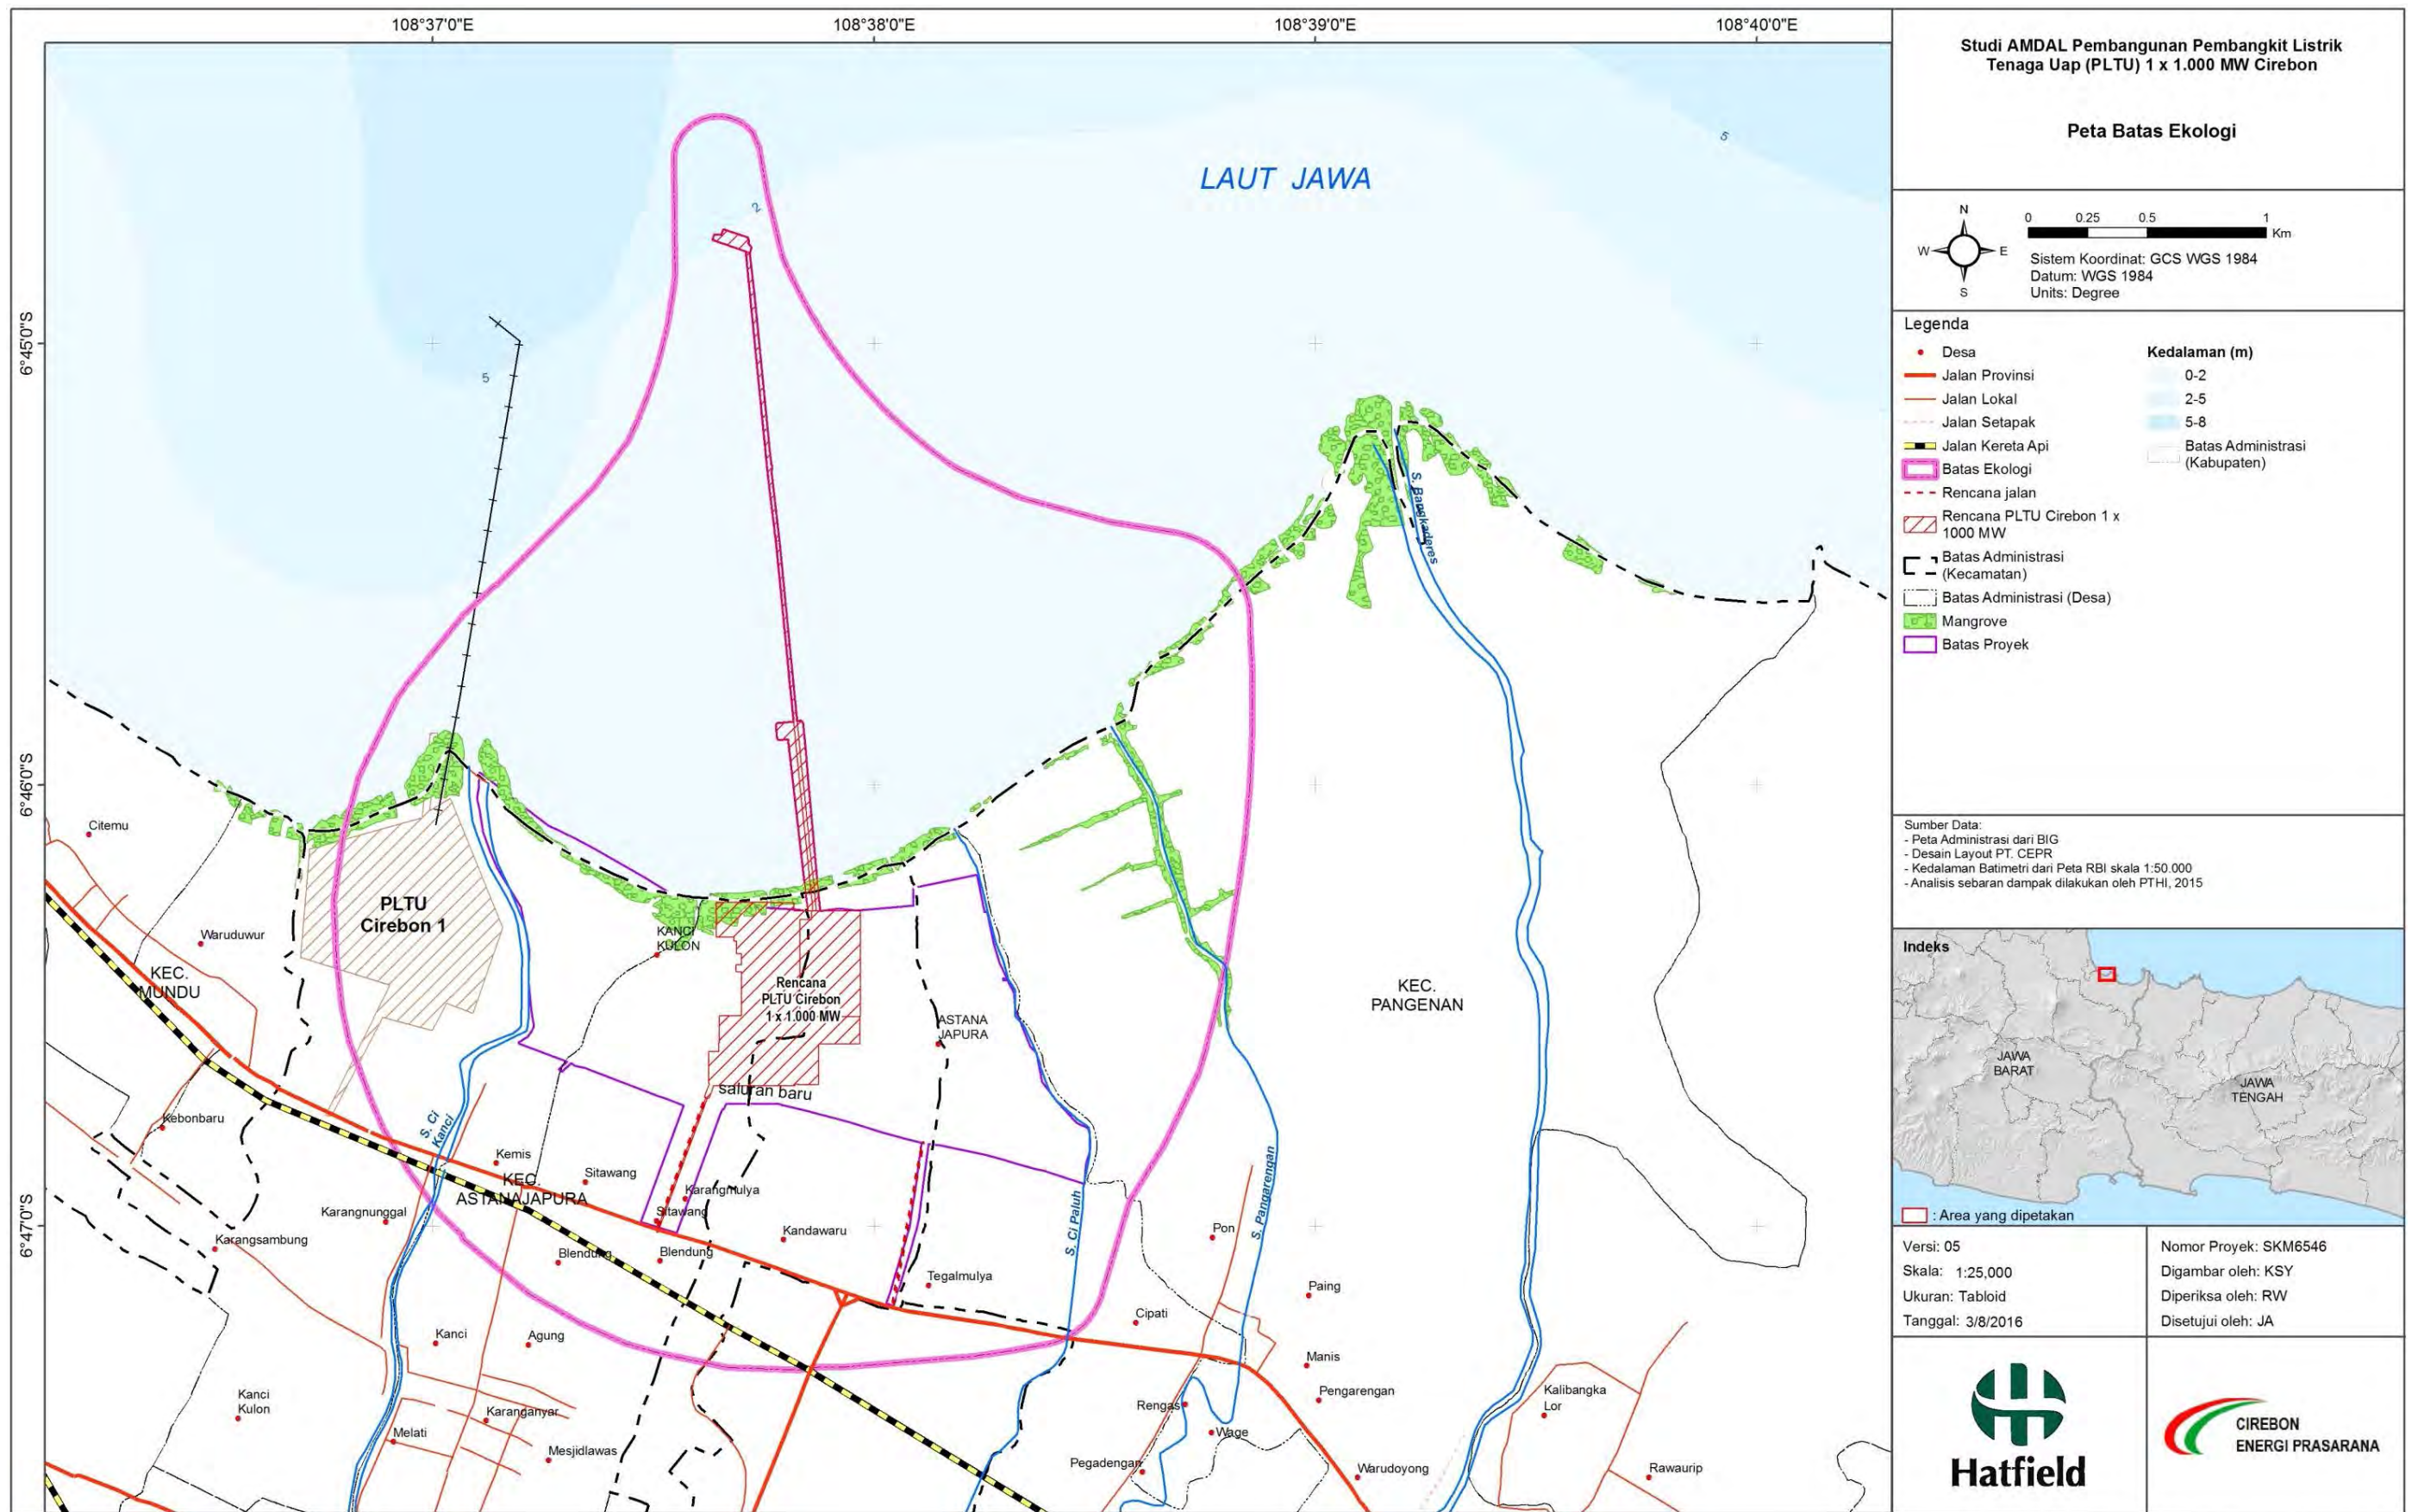 108°37'0"E
108°38'0"E
108°39'0"E
108°40'0"E
6°45'0"S
6°46'0"S
6°47'0"S
LAUT JAWA
2
5
5
S. Bangkaderes
Citemu
Waruduwur
KEC.
MUNDU
PLTU
Cirebon 1
KANCI
KULON
Rencana
PLTU Cirebon
1 x 1.000 MW
ASTANA
JAPURA
saluran baru
KEC.
PANGENAN
Kebonbaru
S. Ci
Kanci
Kemis
KEC.
ASTANAJAPURA
Sitawang
Karangmulya
Sitawang
Karangnunggal
Karangsambung
Blendung
Blendung
Kandawaru
Tegalmulya
S. Ci Paluh
S. Pangarengan
Pon
Paing
Cipati
Kanci
Agung
Manis
Pengarengan
Kanci
Kulon
Karanganyar
Melati
Mesjidlawas
Rengas
Wage
Pegadengan
Warudoyong
Kalibangka
Lor
Rawaurip
Studi AMDAL Pembangunan Pembangkit Listrik
Tenaga Uap (PLTU) 1 x 1.000 MW Cirebon
Peta Batas Ekologi
N
W
E
S
0 0.25 0.5 1
Km
Sistem Koordinat: GCS WGS 1984
Datum: WGS 1984
Units: Degree
Legenda
Desa
Jalan Provinsi
Jalan Lokal
Jalan Setapak
Jalan Kereta Api
Batas Ekologi
Rencana jalan
Rencana PLTU Cirebon 1 x
1000 MW
Batas Administrasi
(Kecamatan)
Batas Administrasi (Desa)
Mangrove
Batas Proyek
Kedalaman (m)
0-2
2-5
5-8
Batas Administrasi
(Kabupaten)
Sumber Data:
- Peta Administrasi dari BIG
- Desain Layout PT. CEPR
- Kedalaman Batimetri dari Peta RBI skala 1:50.000
- Analisis sebaran dampak dilakukan oleh PTHI, 2015
Indeks
JAWA
BARAT
JAWA
TENGAH
: Area yang dipetakan
Versi: 05
Skala: 1:25,000
Ukuran: Tabloid
Tanggal: 3/8/2016
Nomor Proyek: SKM6546
Digambar oleh: KSY
Diperiksa oleh: RW
Disetujui oleh: JA
Hatfield
CIREBON
ENERGI PRASARANA